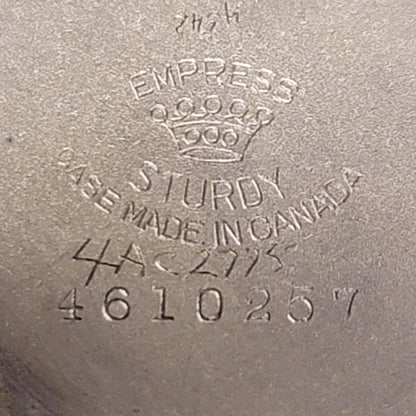 EMPRESS
STURDY
CASE MADE IN CANADA
4610257